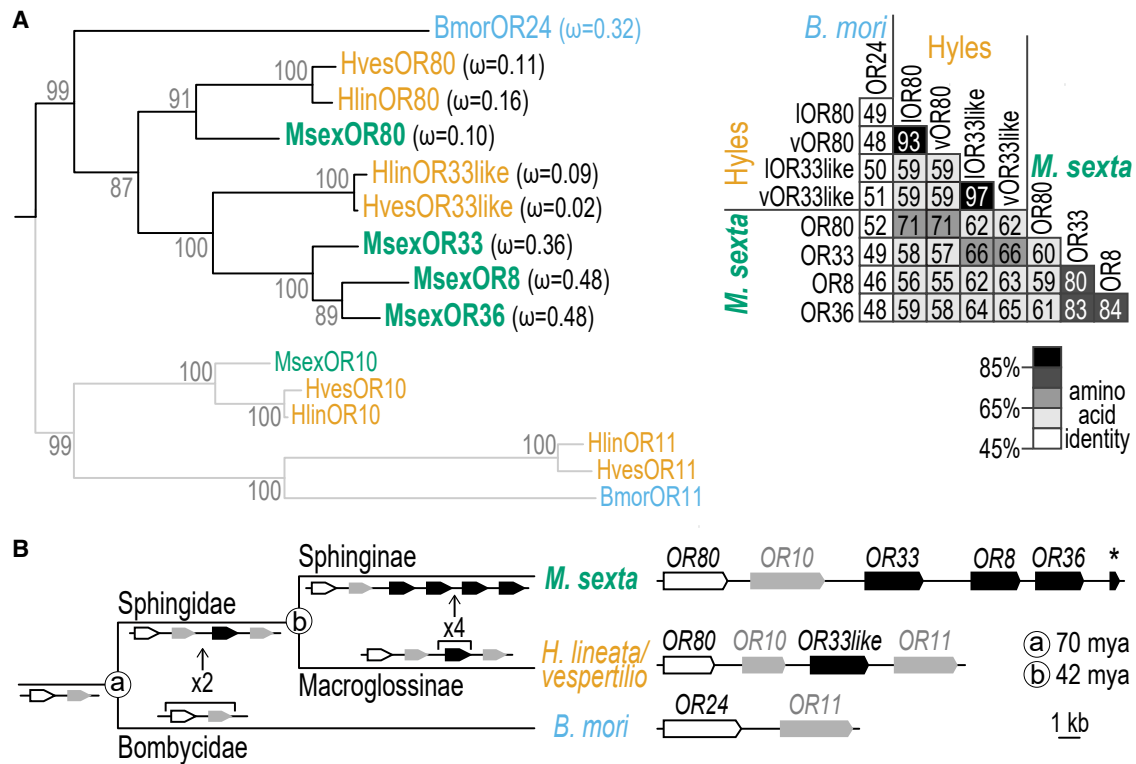 A
BmorOR24 (ω=0.32)
HvesOR80 (ω=0.11)
HlinOR80 (ω=0.16)
MsexOR80 (ω=0.10)
HlinOR33like (ω=0.09)
HvesOR33like (ω=0.02)
MsexOR33 (ω=0.36)
MsexOR8 (ω=0.48)
MsexOR36 (ω=0.48)
MsexOR10
HvesOR10
HlinOR10
HlinOR11
HvesOR11
BmorOR11
99
100
91
87
100
100
100
89
100
100
99
100
100
B. mori
Hyles
M. sexta
OR24
lOR80
vOR80
lOR33like
vOR33like
OR80
OR33
OR8
Hyles
M. sexta
lOR80 49
vOR80 48 93
lOR33like 50 59 59
vOR33like 51 59 59 97
OR80 52 71 71 62 62
OR33 49 58 57 66 66 60
OR8 46 56 55 62 63 59 80
OR36 48 59 58 64 65 61 83 84
85%
65%
45%
amino
acid
identity
B
Sphinginae
Sphingidae
x4
x2
a
b
Macroglossinae
Bombycidae
M. sexta
OR80 OR10 OR33 OR8 OR36 *
H. lineata/
vespertilio
OR80 OR10 OR33like OR11
B. mori
OR24 OR11
a 70 mya
b 42 mya
1 kb